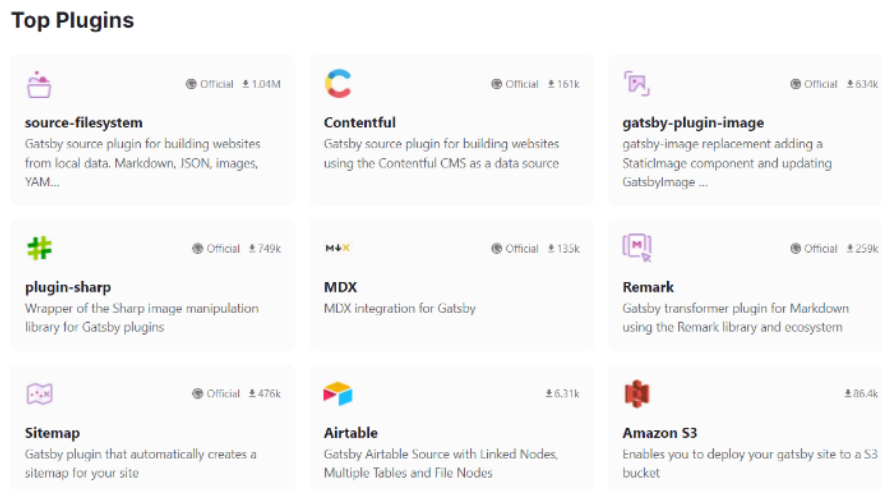 Top Plugins
Official 1.04M
source-filesystem
Gatsby source plugin for building websites
from local data. Markdown, JSON, images,
YAM...
Official 161k
Contentful
Gatsby source plugin for building websites
using the Contentful CMS as a data source
Official 634k
gatsby-plugin-image
gatsby-image replacement adding a
StaticImage component and updating
GatsbyImage ...
Official 749k
plugin-sharp
Wrapper of the Sharp image manipulation
library for Gatsby plugins
M↓X Official 135k
MDX
MDX integration for Gatsby
M Official 259k
Remark
Gatsby transformer plugin for Markdown
using the Remark library and ecosystem
Official 476k
Sitemap
Gatsby plugin that automatically creates a
sitemap for your site
6.31k
Airtable
Gatsby Airtable Source with Linked Nodes,
Multiple Tables and File Nodes
86.4k
Amazon S3
Enables you to deploy your gatsby site to a S3
bucket